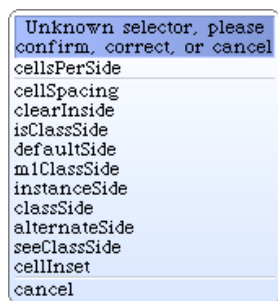 Unknown selector, please
confirm, correct, or cancel
cellsPerSide
cellSpacing
clearInside
isClassSide
defaultSide
m1ClassSide
instanceSide
classSide
alternateSide
seeClassSide
cellInset
cancel